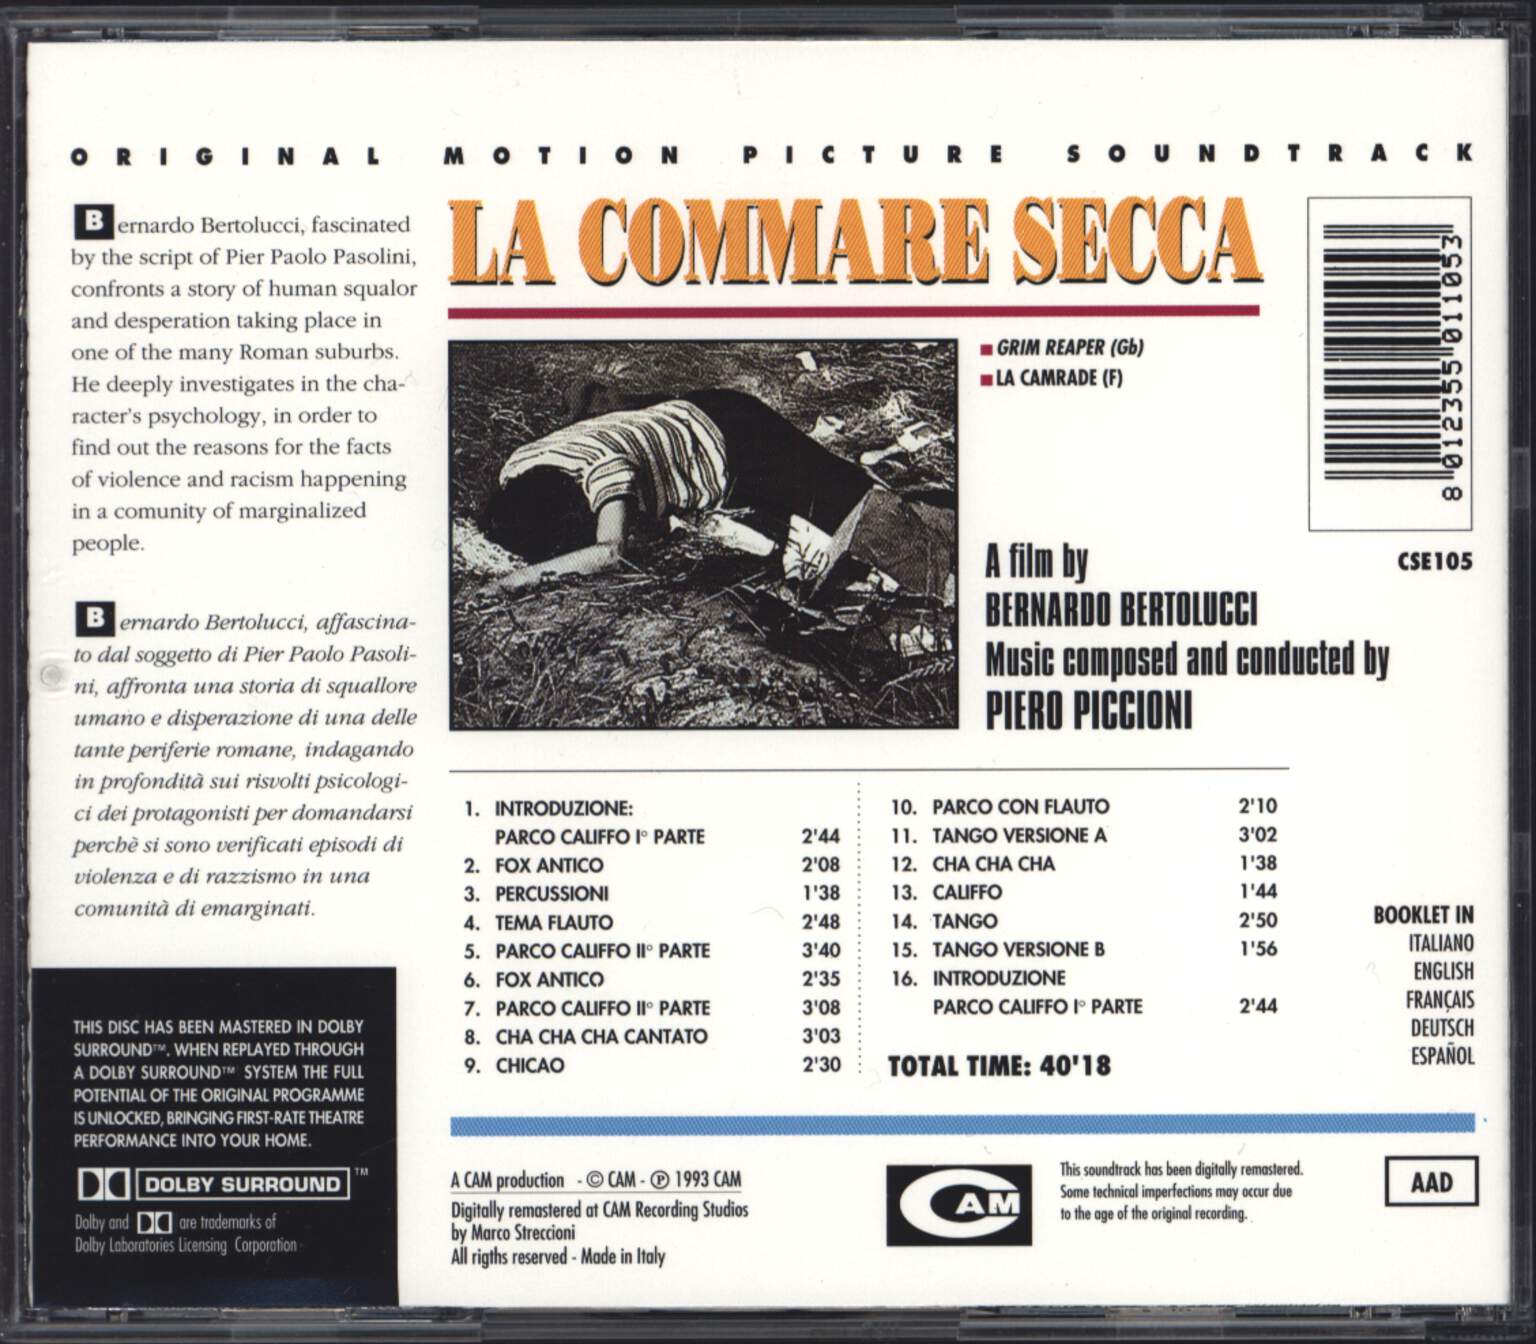 ORIGINAL MOTION PICTURE SOUNDTRACK
Bernardo Bertolucci, fascinated
by the script of Pier Paolo Pasolini,
confronts a story of human squalor
and desperation taking place in
one of the many Roman suburbs.
He deeply investigates in the cha-
racter's psychology, in order to
find out the reasons for the facts
of violence and racism happening
in a comunity of marginalized
people.
Bernardo Bertolucci, affascina-
to dal soggetto di Pier Paolo Pasoli-
ni, affronta una storia di squallore
umano e disperazione di una delle
tante periferie romane, indagando
in profondità sui risvolti psicologi-
ci dei protagonisti per domandarsi
perchè si sono verificati episodi di
violenza e di razzismo in una
comunità di emarginati.
THIS DISC HAS BEEN MASTERED IN DOLBY
SURROUND™. WHEN REPLAYED THROUGH
A DOLBY SURROUND™ SYSTEM THE FULL
POTENTIAL OF THE ORIGINAL PROGRAMME
IS UNLOCKED, BRINGING FIRST-RATE THEATRE
PERFORMANCE INTO YOUR HOME.
DOLBY SURROUND ™
Dolby and are trademarks of
Dolby Laboratories Licensing Corporation
LA COMMARE SECCA
GRIM REAPER (Gb)
LA CAMRADE (F)
8 012355 011053
CSE105
A film by
BERNARDO BERTOLUCCI
Music composed and conducted by
PIERO PICCIONI
1. INTRODUZIONE:
PARCO CALIFFO I° PARTE 2'44
2. FOX ANTICO 2'08
3. PERCUSSIONI 1'38
4. TEMA FLAUTO 2'48
5. PARCO CALIFFO II° PARTE 3'40
6. FOX ANTICO 2'35
7. PARCO CALIFFO II° PARTE 3'08
8. CHA CHA CHA CANTATO 3'03
9. CHICAO 2'30
10. PARCO CON FLAUTO 2'10
11. TANGO VERSIONE A 3'02
12. CHA CHA CHA 1'38
13. CALIFFO 1'44
14. TANGO 2'50
15. TANGO VERSIONE B 1'56
16. INTRODUZIONE
PARCO CALIFFO I° PARTE 2'44
TOTAL TIME: 40'18
BOOKLET IN
ITALIANO
ENGLISH
FRANÇAIS
DEUTSCH
ESPAÑOL
A CAM production - © CAM - ℗ 1993 CAM
Digitally remastered at CAM Recording Studios
by Marco Streccioni
All rigths reserved - Made in Italy
CAM
This soundtrack has been digitally remastered.
Some technical imperfections may occur due
to the age of the original recording.
AAD